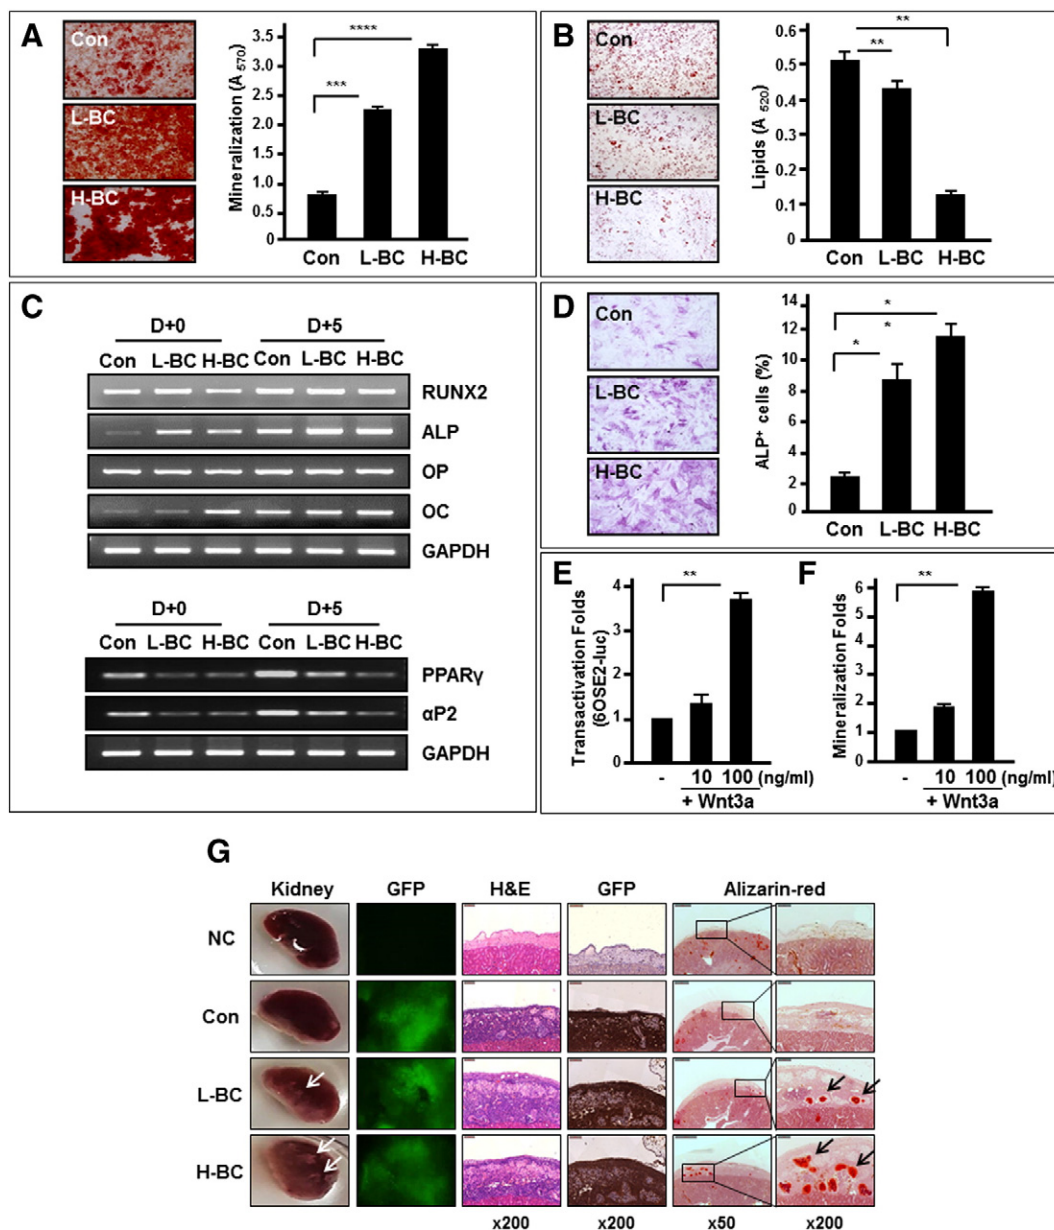 A
Con
L-BC
H-BC
Mineralization (A 570)
3.5
3.0
2.5
2.0
1.5
1.0
0.5
0
****
***
Con L-BC H-BC
B
Con
L-BC
H-BC
Lipids (A 520)
0.6
0.5
0.4
0.2
0.1
0
**
**
Con L-BC H-BC
C
D+0 D+5
Con L-BC H-BC Con L-BC H-BC
RUNX2
ALP
OP
OC
GAPDH
D+0 D+5
Con L-BC H-BC Con L-BC H-BC
PPARγ
αP2
GAPDH
D
Con
L-BC
H-BC
ALP+ cells (%)
14
12
10
8
6
4
2
0
*
*
*
Con L-BC H-BC
E
Transactivation Folds
(6OSE2-luc)
4
3
2
1
0
**
- 10 100 (ng/ml)
+ Wnt3a
F
Mineralization Folds
6
5
4
3
2
1
0
**
- 10 100 (ng/ml)
+ Wnt3a
G
Kidney GFP H&E GFP Alizarin-red
NC
Con
L-BC
H-BC
x200 x200 x50 x200